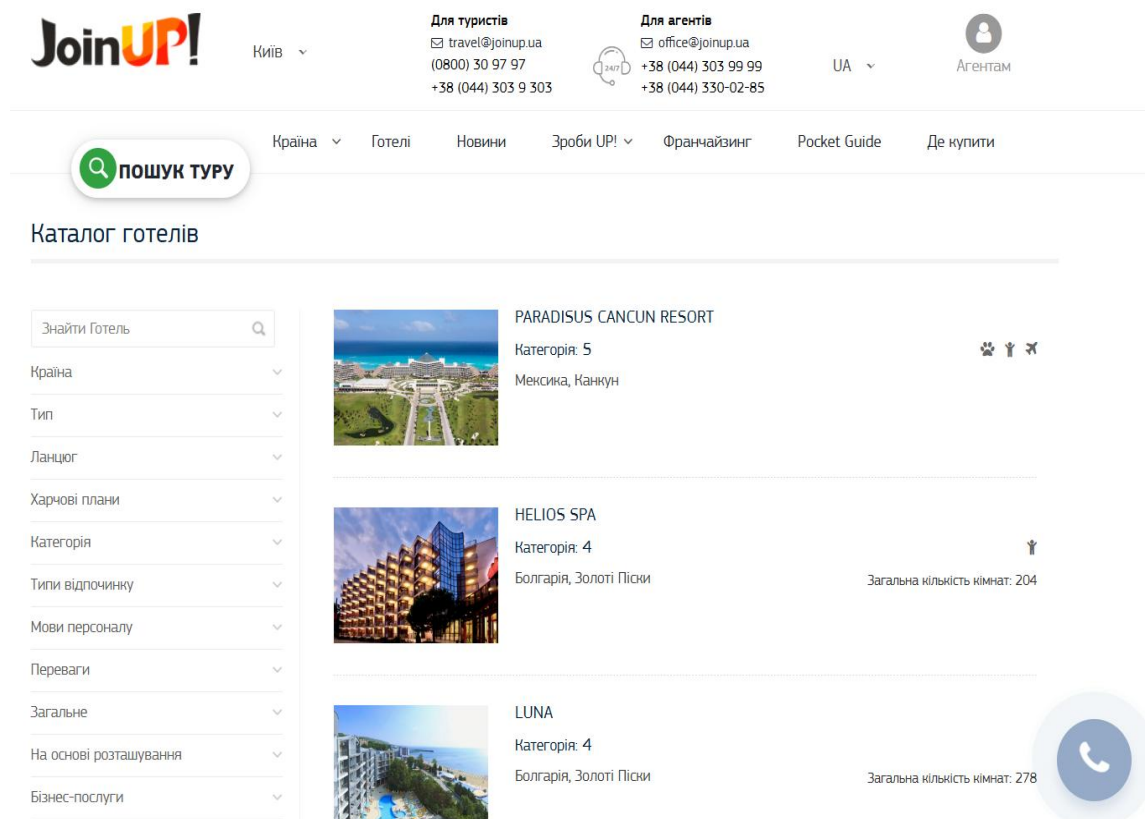 JoinUP!
Київ
Для туристів
travel@joinup.ua
(0800) 30 97 97
+38 (044) 303 9 303
24/7
Для агентів
office@joinup.ua
+38 (044) 303 99 99
+38 (044) 330-02-85
UA
Агентам
ПОШУК ТУРУ
Країна
Готелі
Новини
Зроби UP!
Франчайзинг
Pocket Guide
Де купити
Каталог готелів
Знайти Готель
Країна
Тип
Ланцюг
Харчові плани
Категорія
Типи відпочинку
Мови персоналу
Переваги
Загальне
На основі розташування
Бізнес-послуги
PARADISUS CANCUN RESORT
Категорія: 5
Мексика, Канкун
HELIOS SPA
Категорія: 4
Болгарія, Золоті Піски
Загальна кількість кімнат: 204
LUNA
Категорія: 4
Болгарія, Золоті Піски
Загальна кількість кімнат: 278